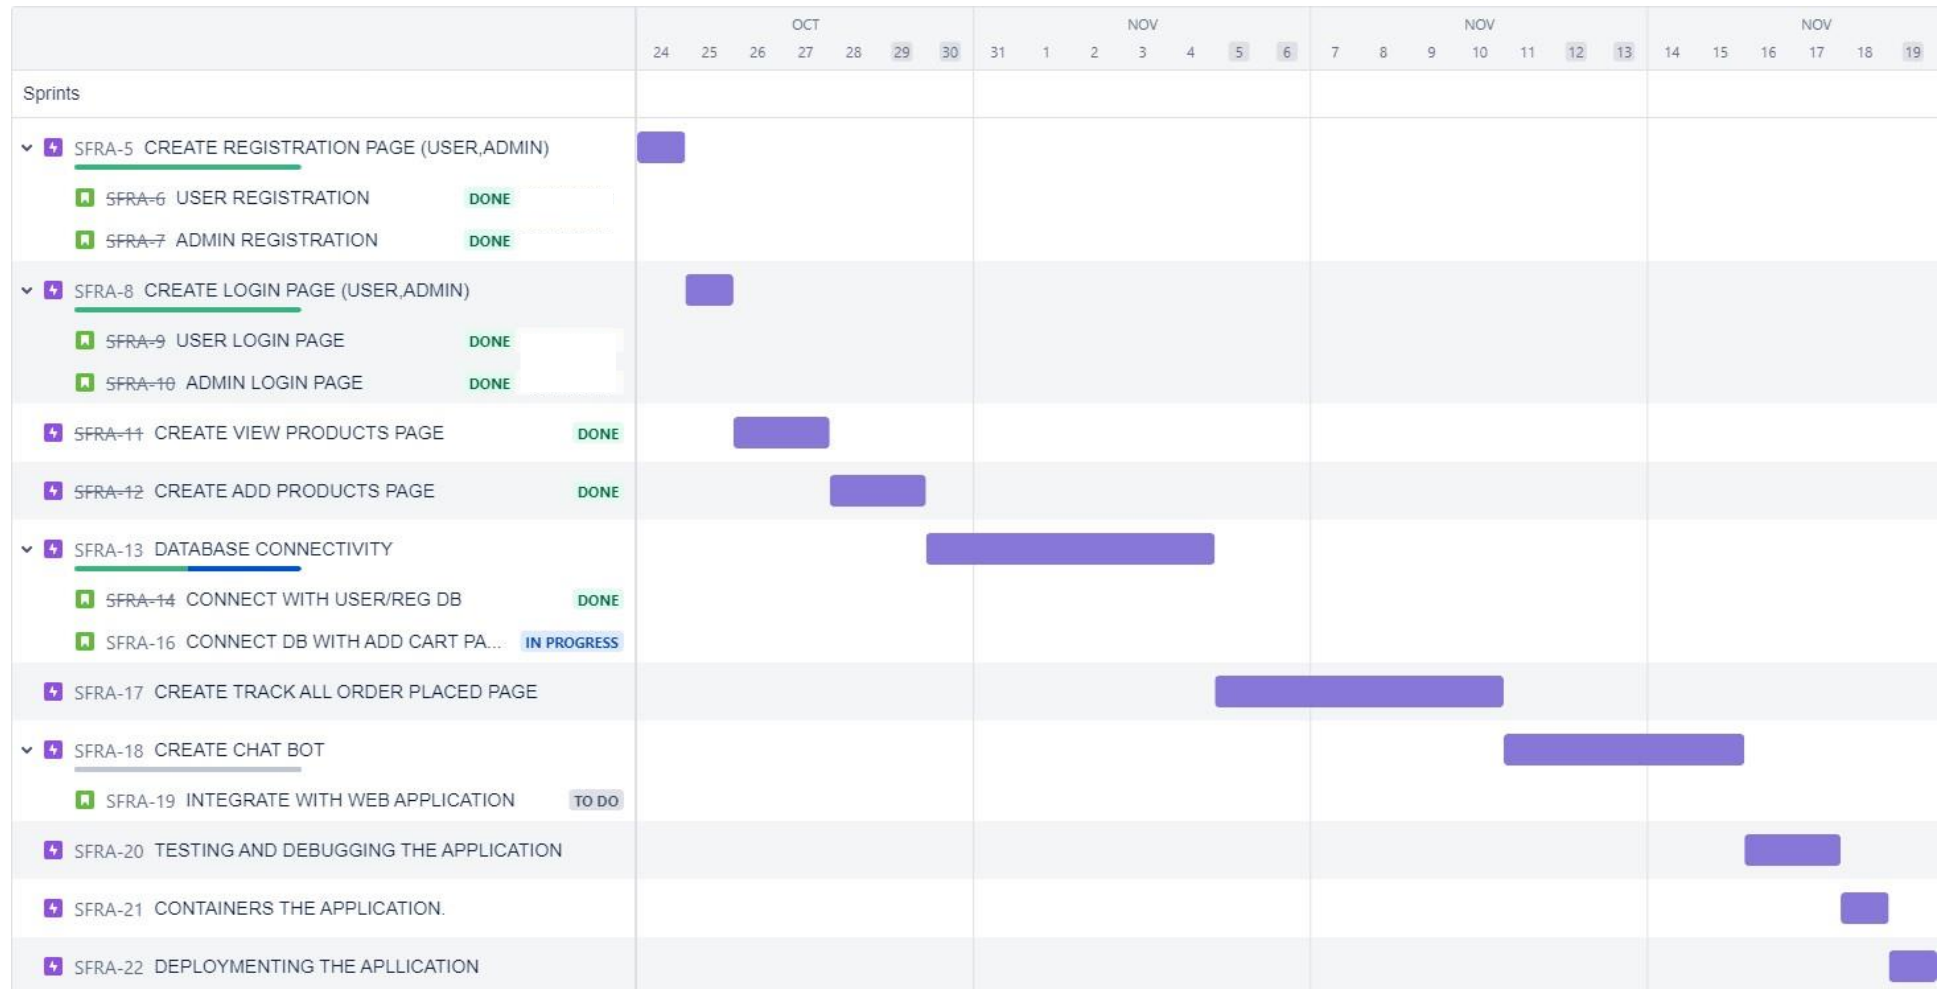 OCT NOV NOV NOV
24 25 26 27 28 29 30 31 1 2 3 4 5 6 7 8 9 10 11 12 13 14 15 16 17 18 19
Sprints
SFRA-5 CREATE REGISTRATION PAGE (USER,ADMIN)
SFRA-6 USER REGISTRATION DONE
SFRA-7 ADMIN REGISTRATION DONE
SFRA-8 CREATE LOGIN PAGE (USER,ADMIN)
SFRA-9 USER LOGIN PAGE DONE
SFRA-10 ADMIN LOGIN PAGE DONE
SFRA-11 CREATE VIEW PRODUCTS PAGE DONE
SFRA-12 CREATE ADD PRODUCTS PAGE DONE
SFRA-13 DATABASE CONNECTIVITY
SFRA-14 CONNECT WITH USER/REG DB DONE
SFRA-16 CONNECT DB WITH ADD CART PA... IN PROGRESS
SFRA-17 CREATE TRACK ALL ORDER PLACED PAGE
SFRA-18 CREATE CHAT BOT
SFRA-19 INTEGRATE WITH WEB APPLICATION TO DO
SFRA-20 TESTING AND DEBUGGING THE APPLICATION
SFRA-21 CONTAINERS THE APPLICATION.
SFRA-22 DEPLOYMENTING THE APLLICATION